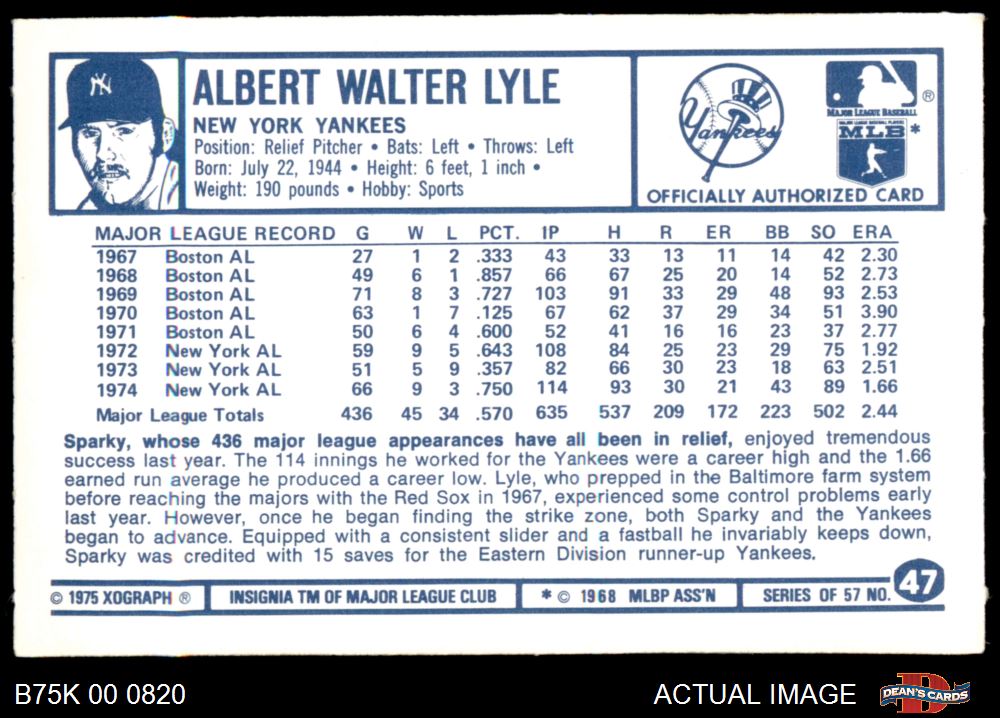 NY
ALBERT WALTER LYLE
NEW YORK YANKEES
Position: Relief Pitcher • Bats: Left • Throws: Left
Born: July 22, 1944 • Height: 6 feet, 1 inch •
Weight: 190 pounds • Hobby: Sports
Yankees
®
MAJOR LEAGUE BASEBALL
MAJOR LEAGUE BASEBALL PLAYERS
MLB*
OFFICIALLY AUTHORIZED CARD
MAJOR LEAGUE RECORD G W L PCT. IP H R ER BB SO ERA
1967 Boston AL 27 1 2 .333 43 33 13 11 14 42 2.30
1968 Boston AL 49 6 1 .857 66 67 25 20 14 52 2.73
1969 Boston AL 71 8 3 .727 103 91 33 29 48 93 2.53
1970 Boston AL 63 1 7 .125 67 62 37 29 34 51 3.90
1971 Boston AL 50 6 4 .600 52 41 16 16 23 37 2.77
1972 New York AL 59 9 5 .643 108 84 25 23 29 75 1.92
1973 New York AL 51 5 9 .357 82 66 30 23 18 63 2.51
1974 New York AL 66 9 3 .750 114 93 30 21 43 89 1.66
Major League Totals 436 45 34 .570 635 537 209 172 223 502 2.44
Sparky, whose 436 major league appearances have all been in relief, enjoyed tremendous
success last year. The 114 innings he worked for the Yankees were a career high and the 1.66
earned run average he produced a career low. Lyle, who prepped in the Baltimore farm system
before reaching the majors with the Red Sox in 1967, experienced some control problems early
last year. However, once he began finding the strike zone, both Sparky and the Yankees
began to advance. Equipped with a consistent slider and a fastball he invariably keeps down,
Sparky was credited with 15 saves for the Eastern Division runner-up Yankees.
© 1975 XOGRAPH ®
INSIGNIA TM OF MAJOR LEAGUE CLUB
* © 1968 MLBP ASS'N
SERIES OF 57 NO. 47
B75K 00 0820
ACTUAL IMAGE
DEAN'S CARDS